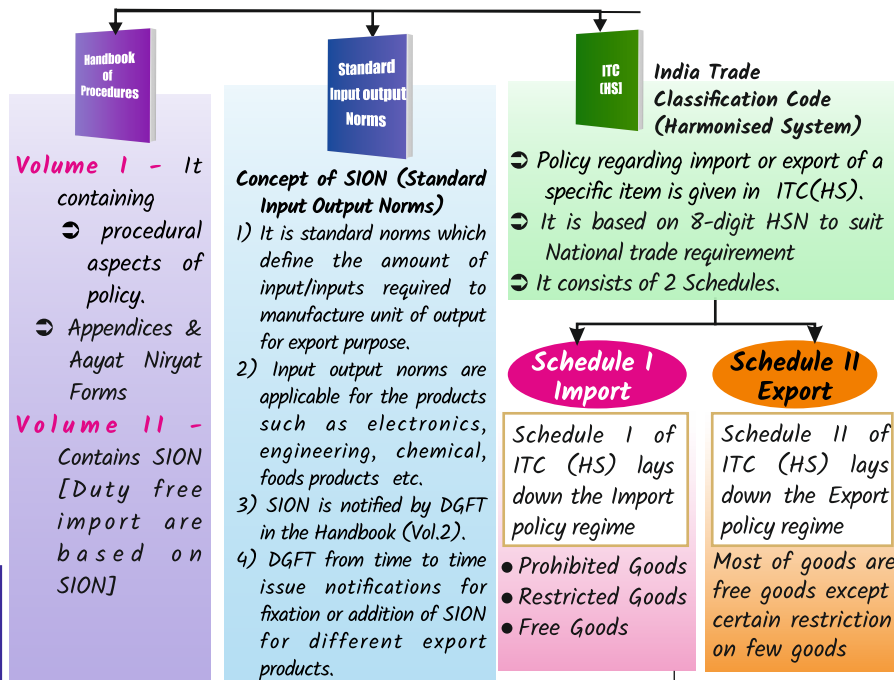 Handbook
of
Procedures
Volume I - It
containing
➲ procedural
aspects of
policy.
➲ Appendices &
Aayat Niryat
Forms
Volume II -
Contains SION
[Duty free
import are
based on
SION]
Standard
Input output
Norms
Concept of SION (Standard
Input Output Norms)
1) It is standard norms which
define the amount of
input/inputs required to
manufacture unit of output
for export purpose.
2) Input output norms are
applicable for the products
such as electronics,
engineering, chemical,
foods products etc.
3) SION is notified by DGFT
in the Handbook (Vol.2).
4) DGFT from time to time
issue notifications for
fixation or addition of SION
for different export
products.
ITC
(HS]
India Trade
Classification Code
(Harmonised System)
➲ Policy regarding import or export of a
specific item is given in ITC(HS).
➲ It is based on 8-digit HSN to suit
National trade requirement
➲ It consists of 2 Schedules.
Schedule I
Import
Schedule I of
ITC (HS) lays
down the Import
policy regime
● Prohibited Goods
● Restricted Goods
● Free Goods
Schedule II
Export
Schedule II of
ITC (HS) lays
down the Export
policy regime
Most of goods are
free goods except
certain restriction
on few goods